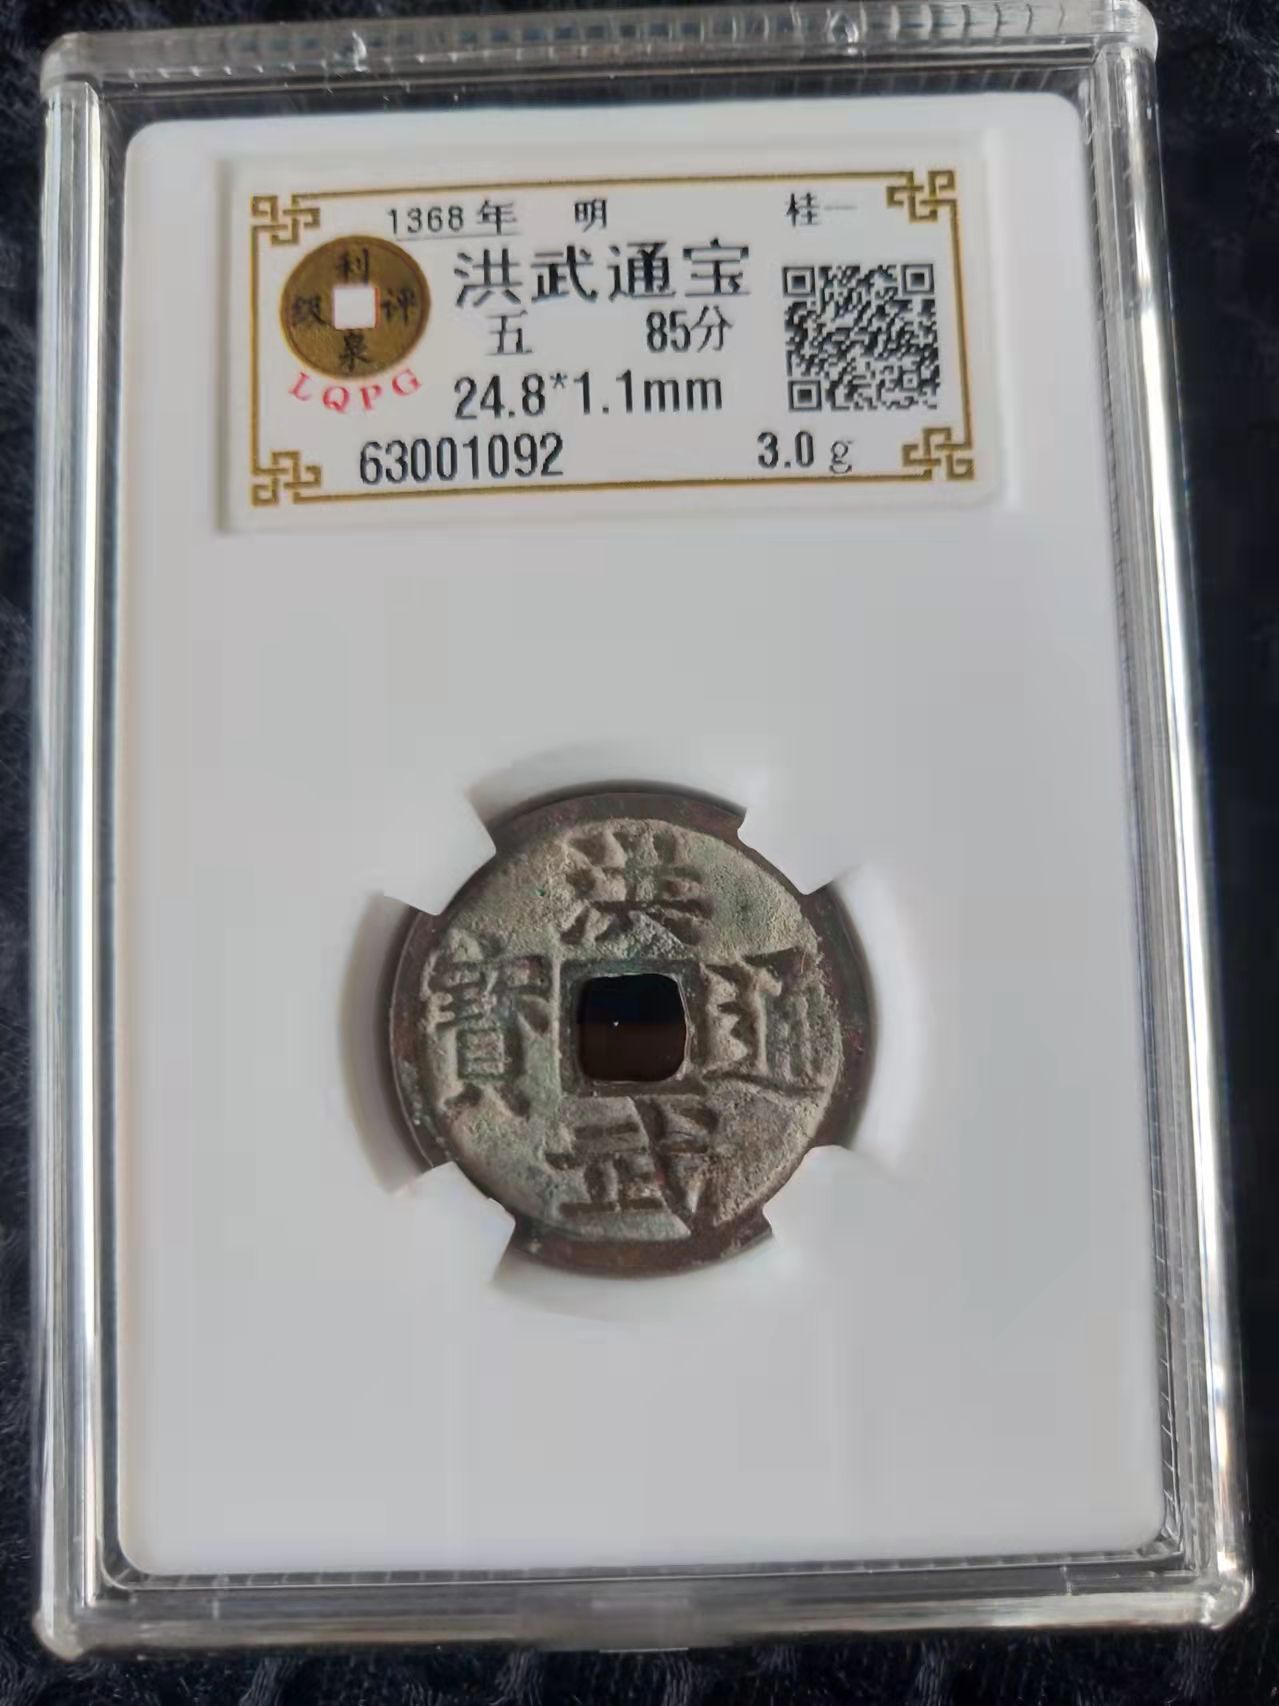 1368年 明 桂一
利泉评级
LQPG
洪武通宝
五 85分
24.8*1.1mm
63001092 3.0g
洪武通寳